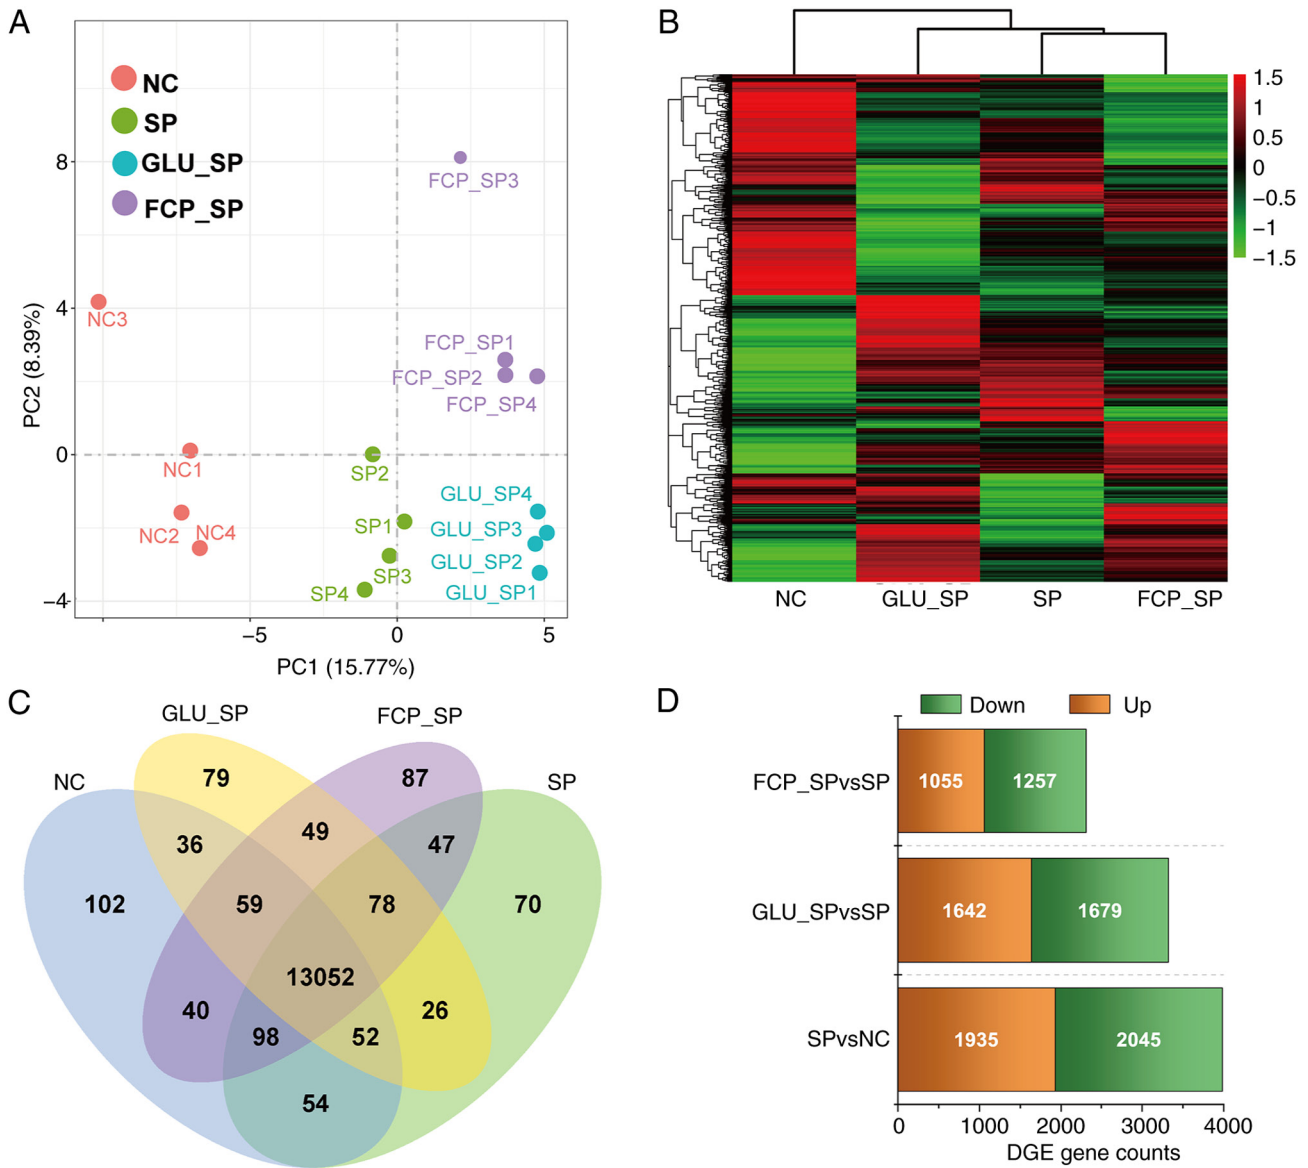 A
NC
SP
GLU_SP
FCP_SP
FCP_SP3
NC3
FCP_SP1
FCP_SP2
FCP_SP4
NC1
SP2
GLU_SP4
NC2
NC4
SP1
GLU_SP3
GLU_SP2
SP3
SP4
GLU_SP1
8
4
0
−4
−5
0
5
PC2 (8.39%)
PC1 (15.77%)
B
1.5
1
0.5
0
−0.5
−1
−1.5
NC
GLU_SP
SP
FCP_SP
C
GLU_SP
FCP_SP
NC
SP
79
87
36
49
47
102
59
78
70
13052
40
26
98
52
54
D
Down
Up
FCP_SPvsSP
1055
1257
GLU_SPvsSP
1642
1679
SPvsNC
1935
2045
0
1000
2000
3000
4000
DGE gene counts